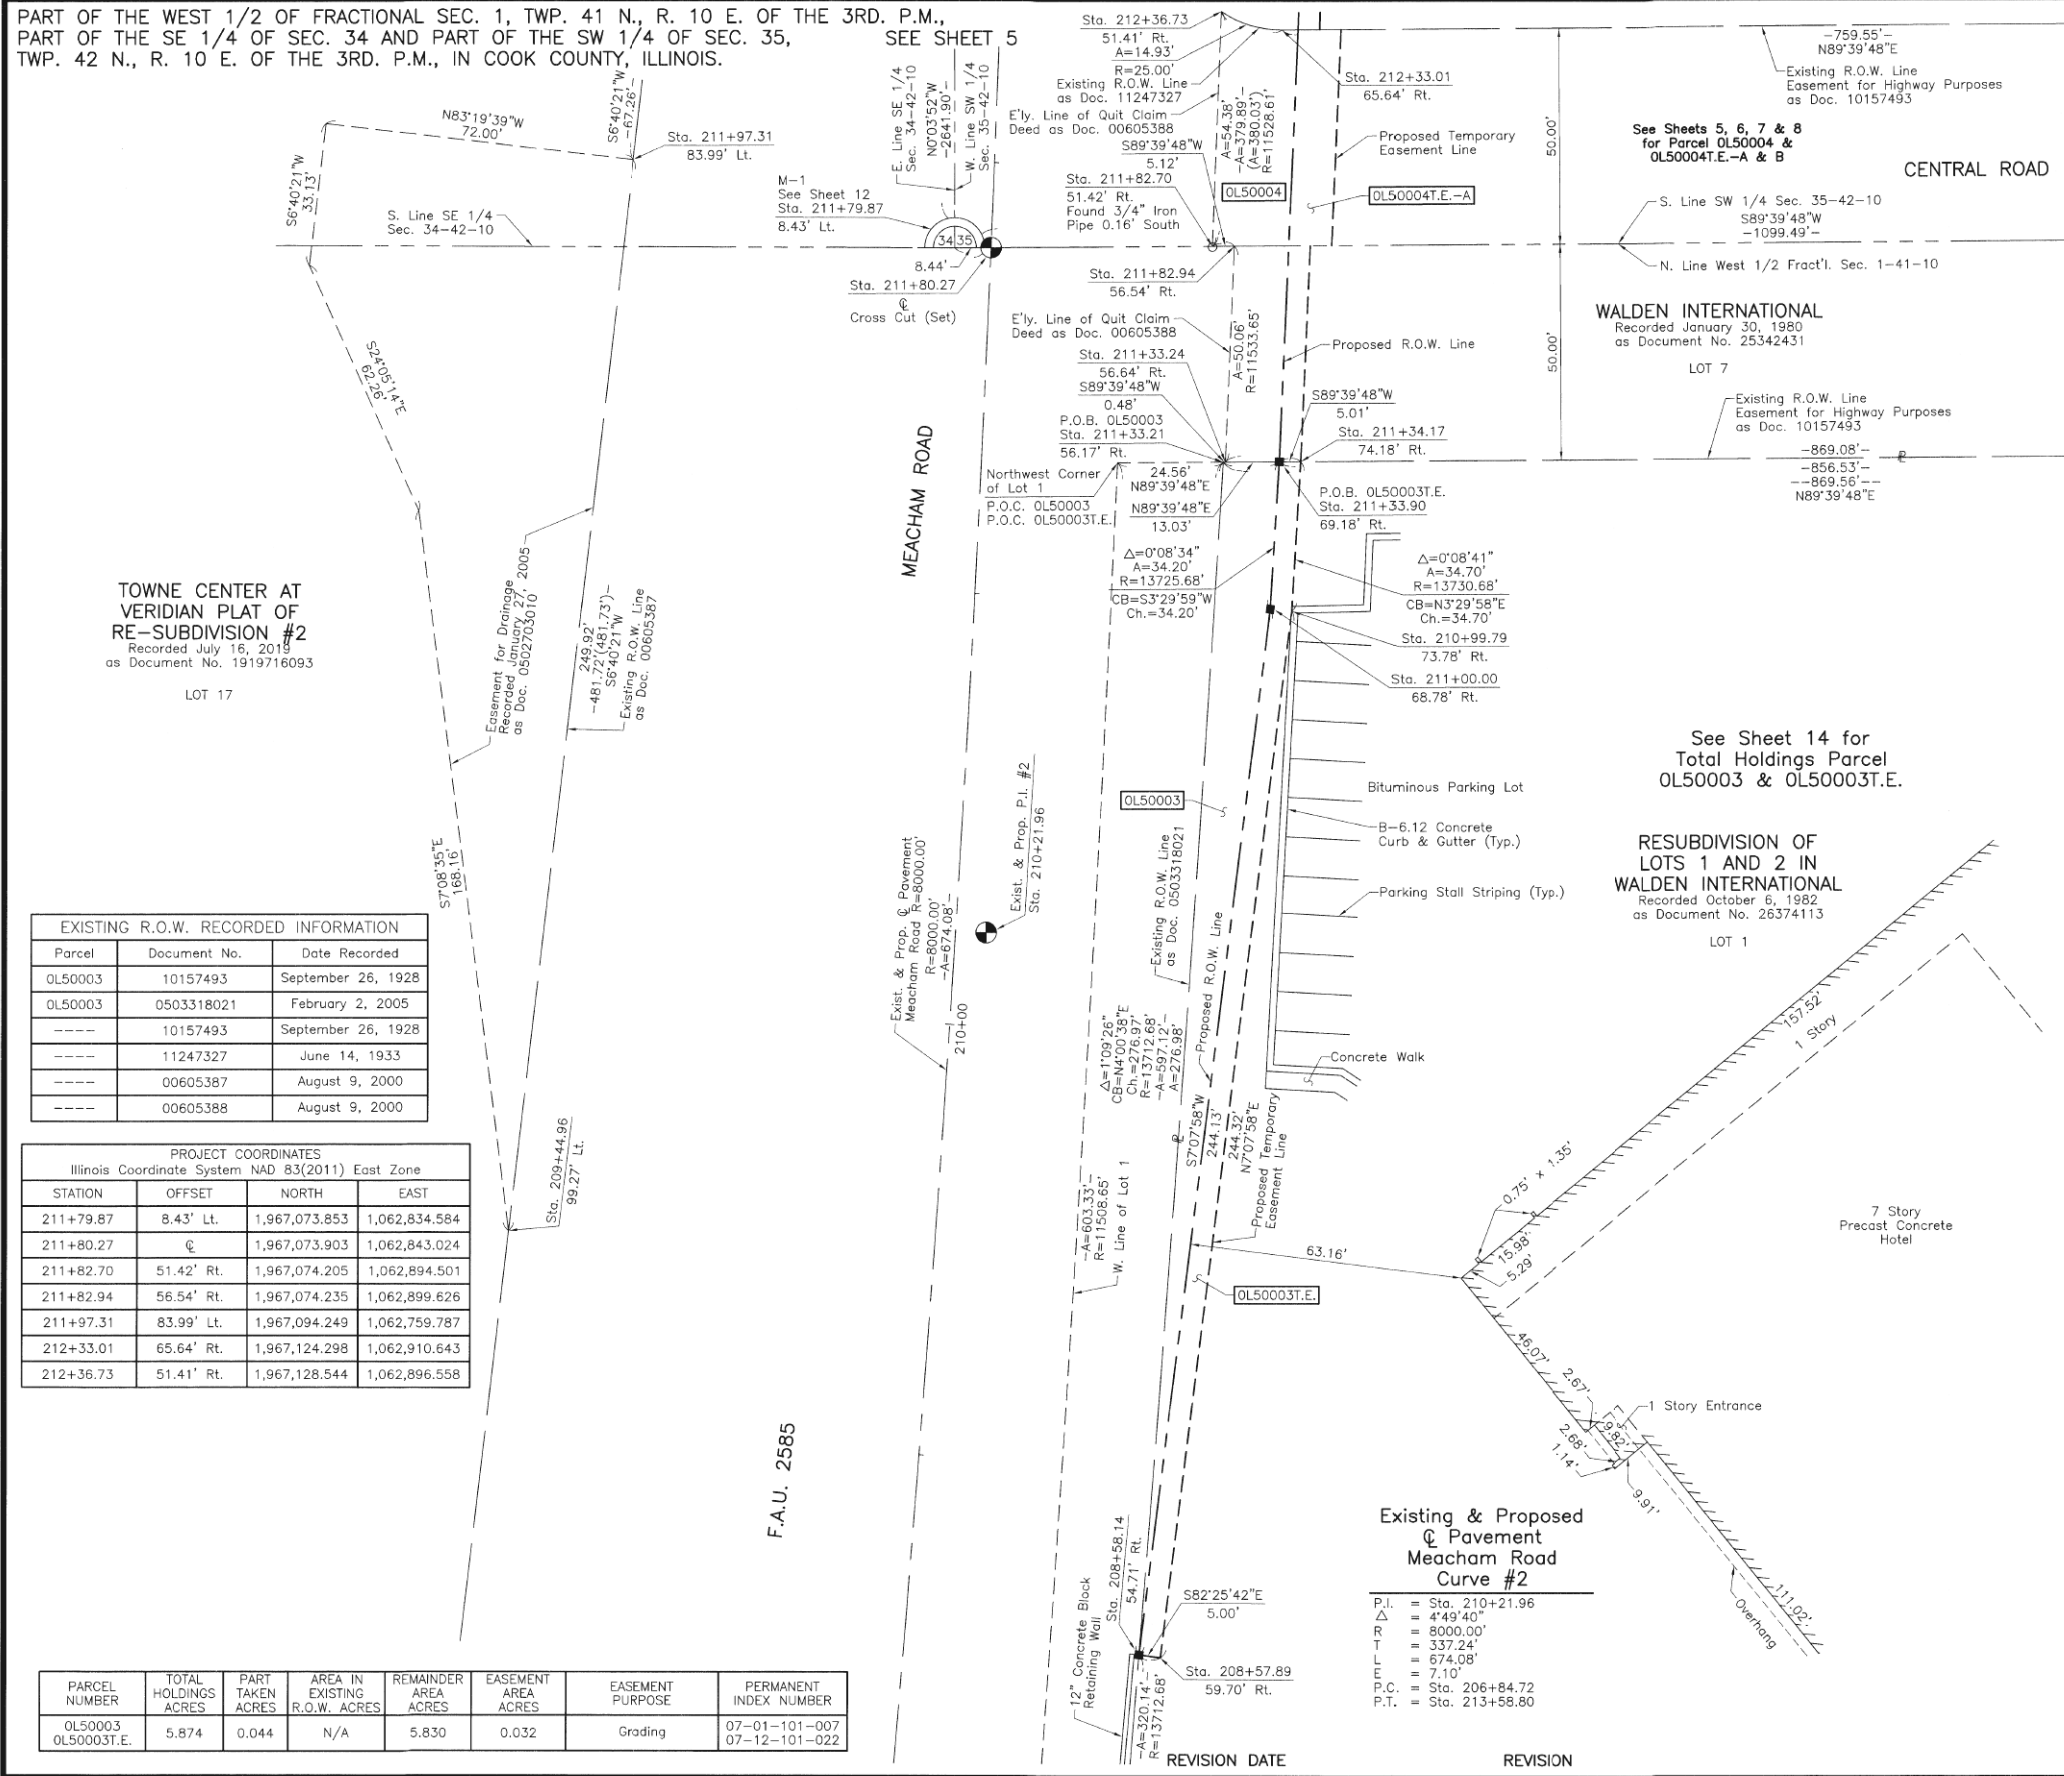 PART OF THE WEST 1/2 OF FRACTIONAL SEC. 1, TWP. 41 N., R. 10 E. OF THE 3RD. P.M.,
PART OF THE SE 1/4 OF SEC. 34 AND PART OF THE SW 1/4 OF SEC. 35,
TWP. 42 N., R. 10 E. OF THE 3RD. P.M., IN COOK COUNTY, ILLINOIS.
SEE SHEET 5
N83°19'39"W
72.00'
S6°40'21"W
-67.26'-
Sta. 211+97.31
83.99' Lt.
S6°40'21"W
33.13'
S. Line SE 1/4
Sec. 34-42-10
M-1
See Sheet 12
Sta. 211+79.87
8.43' Lt.
E. Line SE 1/4
Sec. 34-42-10
N0°03'52"W
-2641.90'-
W. Line SW 1/4
Sec. 35-42-10
34
35
8.44'
Sta. 211+80.27
℄
Cross Cut (Set)
Sta. 212+36.73
51.41' Rt.
A=14.93'
R=25.00'
Existing R.O.W. Line
as Doc. 11247327
E'ly. Line of Quit Claim
Deed as Doc. 00605388
S89°39'48"W
5.12'
Sta. 211+82.70
51.42' Rt.
Found 3/4" Iron
Pipe 0.16' South
Sta. 211+82.94
56.54' Rt.
A=54.38'
-A=379.89'-
(A=380.03')
R=11528.61'
0L50004
Sta. 212+33.01
65.64' Rt.
Proposed Temporary
Easement Line
0L50004T.E.-A
50.00'
50.00'
-759.55'-
N89°39'48"E
Existing R.O.W. Line
Easement for Highway Purposes
as Doc. 10157493
See Sheets 5, 6, 7 & 8
for Parcel 0L50004 &
0L50004T.E.-A & B
CENTRAL ROAD
S. Line SW 1/4 Sec. 35-42-10
S89°39'48"W
-1099.49'-
N. Line West 1/2 Fract'l. Sec. 1-41-10
WALDEN INTERNATIONAL
Recorded January 30, 1980
as Document No. 25342431
LOT 7
Existing R.O.W. Line
Easement for Highway Purposes
as Doc. 10157493
-869.08'-
-856.53'-
--869.56'--
N89°39'48"E
S24°05'14"E
62.26'
E'ly. Line of Quit Claim
Deed as Doc. 00605388
A=50.06'
R=11533.65'
Proposed R.O.W. Line
Sta. 211+33.24
56.64' Rt.
S89°39'48"W
0.48'
P.O.B. 0L50003
Sta. 211+33.21
56.17' Rt.
Northwest Corner
of Lot 1
P.O.C. 0L50003
P.O.C. 0L50003T.E.
24.56'
N89°39'48"E
N89°39'48"E
13.03'
S89°39'48"W
5.01'
Sta. 211+34.17
74.18' Rt.
P.O.B. 0L50003T.E.
Sta. 211+33.90
69.18' Rt.
△=0°08'34"
A=34.20'
R=13725.68'
CB=S3°29'59"W
Ch.=34.20'
△=0°08'41"
A=34.70'
R=13730.68'
CB=N3°29'58"E
Ch.=34.70'
Sta. 210+99.79
73.78' Rt.
Sta. 211+00.00
68.78' Rt.
MEACHAM ROAD
TOWNE CENTER AT
VERIDIAN PLAT OF
RE-SUBDIVISION #2
Recorded July 16, 2019
as Document No. 1919716093
LOT 17
Easement for Drainage
Recorded January 27, 2005
as Doc. 0502703010
249.92'
-481.72'(481.73')-
S6°40'21"W
Existing R.O.W. Line
as Doc. 00605387
S7°08'35"E
168.16'
Exist. & Prop. P.I. #2
Sta. 210+21.96
Exist. & Prop. ℄ Pavement
Meacham Road R=8000.00'
R=8000.00'
-A=674.08'-
210+00
0L50003
Existing R.O.W. Line
as Doc. 0503318021
Proposed R.O.W. Line
Bituminous Parking Lot
B-6.12 Concrete
Curb & Gutter (Typ.)
Parking Stall Striping (Typ.)
Concrete Walk
See Sheet 14 for
Total Holdings Parcel
0L50003 & 0L50003T.E.
RESUBDIVISION OF
LOTS 1 AND 2 IN
WALDEN INTERNATIONAL
Recorded October 6, 1982
as Document No. 26374113
LOT 1
△=1°09'26"
CB=N4°00'38"E
Ch.=276.97'
R=13712.68'
-A=597.12'-
A=276.98'
S7°07'58"W
244.13'
244.32'
N7°07'58"E
Proposed Temporary
Easement Line
-A=603.33'-
R=11508.65'
W. Line of Lot 1
63.16'
0L50003T.E.
157.52'
1 Story
0.75' x 1.35'
15.98'
5.29'
7 Story
Precast Concrete
Hotel
46.07'
2.67'
1 Story Entrance
9.82'
2.68'
1.14'
9.91'
111.02'
Overhang
EXISTING R.O.W. RECORDED INFORMATION
Parcel Document No. Date Recorded
0L50003 10157493 September 26, 1928
0L50003 0503318021 February 2, 2005
---- 10157493 September 26, 1928
---- 11247327 June 14, 1933
---- 00605387 August 9, 2000
---- 00605388 August 9, 2000
PROJECT COORDINATES
Illinois Coordinate System NAD 83(2011) East Zone
STATION OFFSET NORTH EAST
211+79.87 8.43' Lt. 1,967,073.853 1,062,834.584
211+80.27 ℄ 1,967,073.903 1,062,843.024
211+82.70 51.42' Rt. 1,967,074.205 1,062,894.501
211+82.94 56.54' Rt. 1,967,074.235 1,062,899.626
211+97.31 83.99' Lt. 1,967,094.249 1,062,759.787
212+33.01 65.64' Rt. 1,967,124.298 1,062,910.643
212+36.73 51.41' Rt. 1,967,128.544 1,062,896.558
Sta. 209+44.96
99.27' Lt.
F.A.U. 2585
12" Concrete Block
Retaining Wall
Sta. 208+58.14
54.71' Rt.
S82°25'42"E
5.00'
Sta. 208+57.89
59.70' Rt.
-A=320.14'-
R=13712.68'
Existing & Proposed
℄ Pavement
Meacham Road
Curve #2
P.I. = Sta. 210+21.96
△ = 4°49'40"
R = 8000.00'
T = 337.24'
L = 674.08'
E = 7.10'
P.C. = Sta. 206+84.72
P.T. = Sta. 213+58.80
PARCEL NUMBER TOTAL HOLDINGS ACRES PART TAKEN ACRES AREA IN EXISTING R.O.W. ACRES REMAINDER AREA ACRES EASEMENT AREA ACRES EASEMENT PURPOSE PERMANENT INDEX NUMBER
0L50003 0L50003T.E. 5.874 0.044 N/A 5.830 0.032 Grading 07-01-101-007 07-12-101-022
REVISION DATE
REVISION